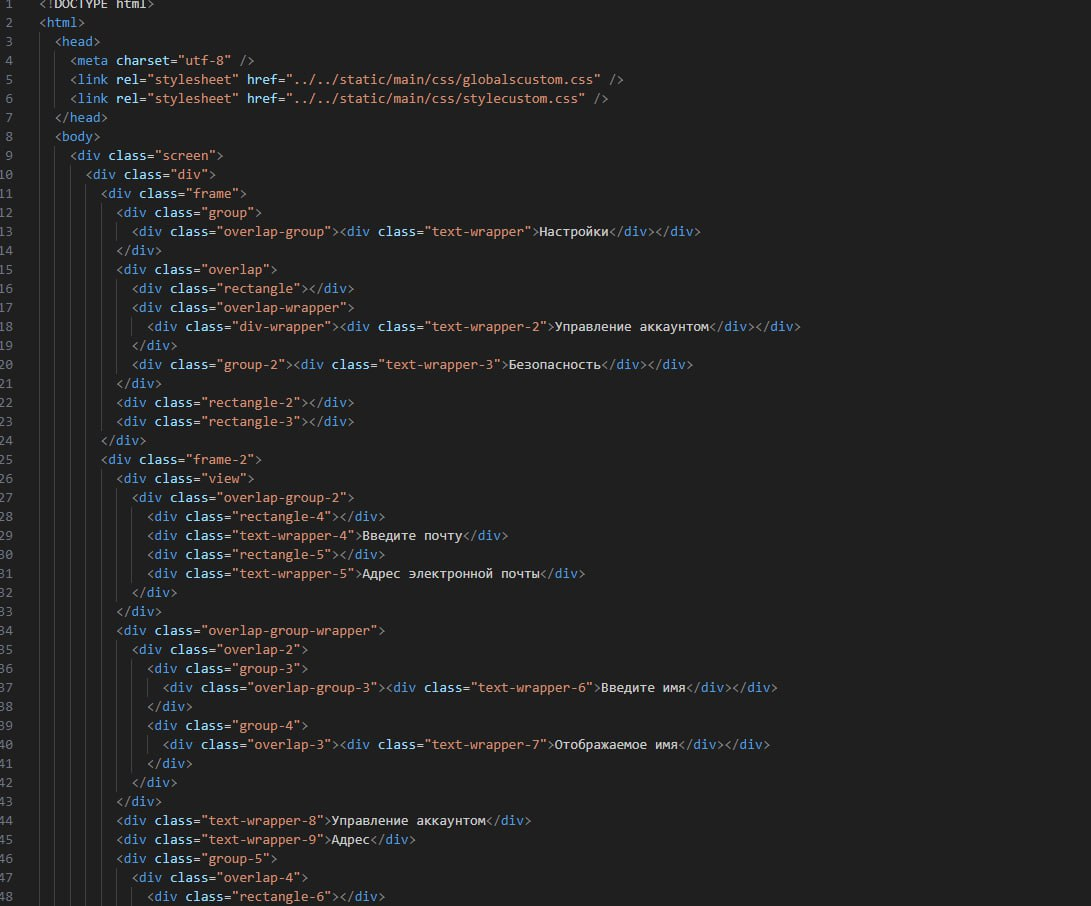 1 <!DOCTYPE html>
2 <html>
3 <head>
4 <meta charset="utf-8" />
5 <link rel="stylesheet" href="../../static/main/css/globalscustom.css" />
6 <link rel="stylesheet" href="../../static/main/css/stylecustom.css" />
7 </head>
8 <body>
9 <div class="screen">
10 <div class="div">
11 <div class="frame">
12 <div class="group">
13 <div class="overlap-group"><div class="text-wrapper">Настройки</div></div>
14 </div>
15 <div class="overlap">
16 <div class="rectangle"></div>
17 <div class="overlap-wrapper">
18 <div class="div-wrapper"><div class="text-wrapper-2">Управление аккаунтом</div></div>
19 </div>
20 <div class="group-2"><div class="text-wrapper-3">Безопасность</div></div>
21 </div>
22 <div class="rectangle-2"></div>
23 <div class="rectangle-3"></div>
24 </div>
25 <div class="frame-2">
26 <div class="view">
27 <div class="overlap-group-2">
28 <div class="rectangle-4"></div>
29 <div class="text-wrapper-4">Введите почту</div>
30 <div class="rectangle-5"></div>
31 <div class="text-wrapper-5">Адрес электронной почты</div>
32 </div>
33 </div>
34 <div class="overlap-group-wrapper">
35 <div class="overlap-2">
36 <div class="group-3">
37 <div class="overlap-group-3"><div class="text-wrapper-6">Введите имя</div></div>
38 </div>
39 <div class="group-4">
40 <div class="overlap-3"><div class="text-wrapper-7">Отображаемое имя</div></div>
41 </div>
42 </div>
43 </div>
44 <div class="text-wrapper-8">Управление аккаунтом</div>
45 <div class="text-wrapper-9">Адрес</div>
46 <div class="group-5">
47 <div class="overlap-4">
48 <div class="rectangle-6"></div>